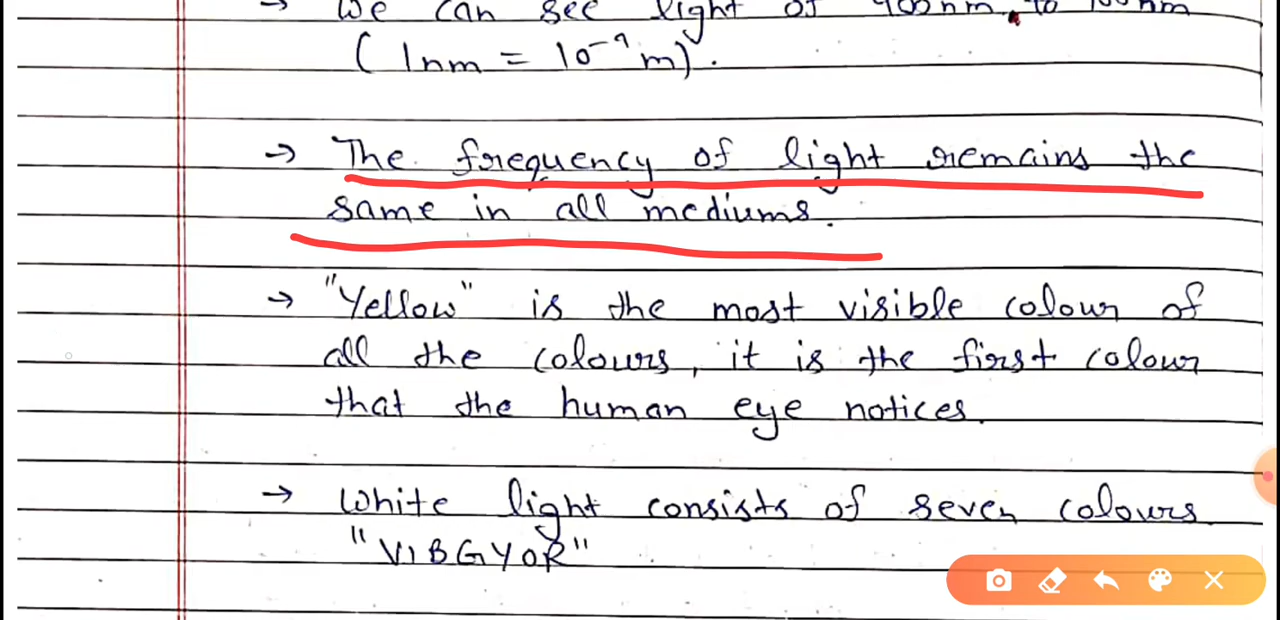 → We can see light of 400nm to 700nm
( 1nm = 10⁻⁹m).
→ The frequency of light remains the
same in all mediums.
→ "Yellow" is the most visible colour of
all the colours, it is the first colour
that the human eye notices.
→ White light consists of seven colours
"VIBGYOR"